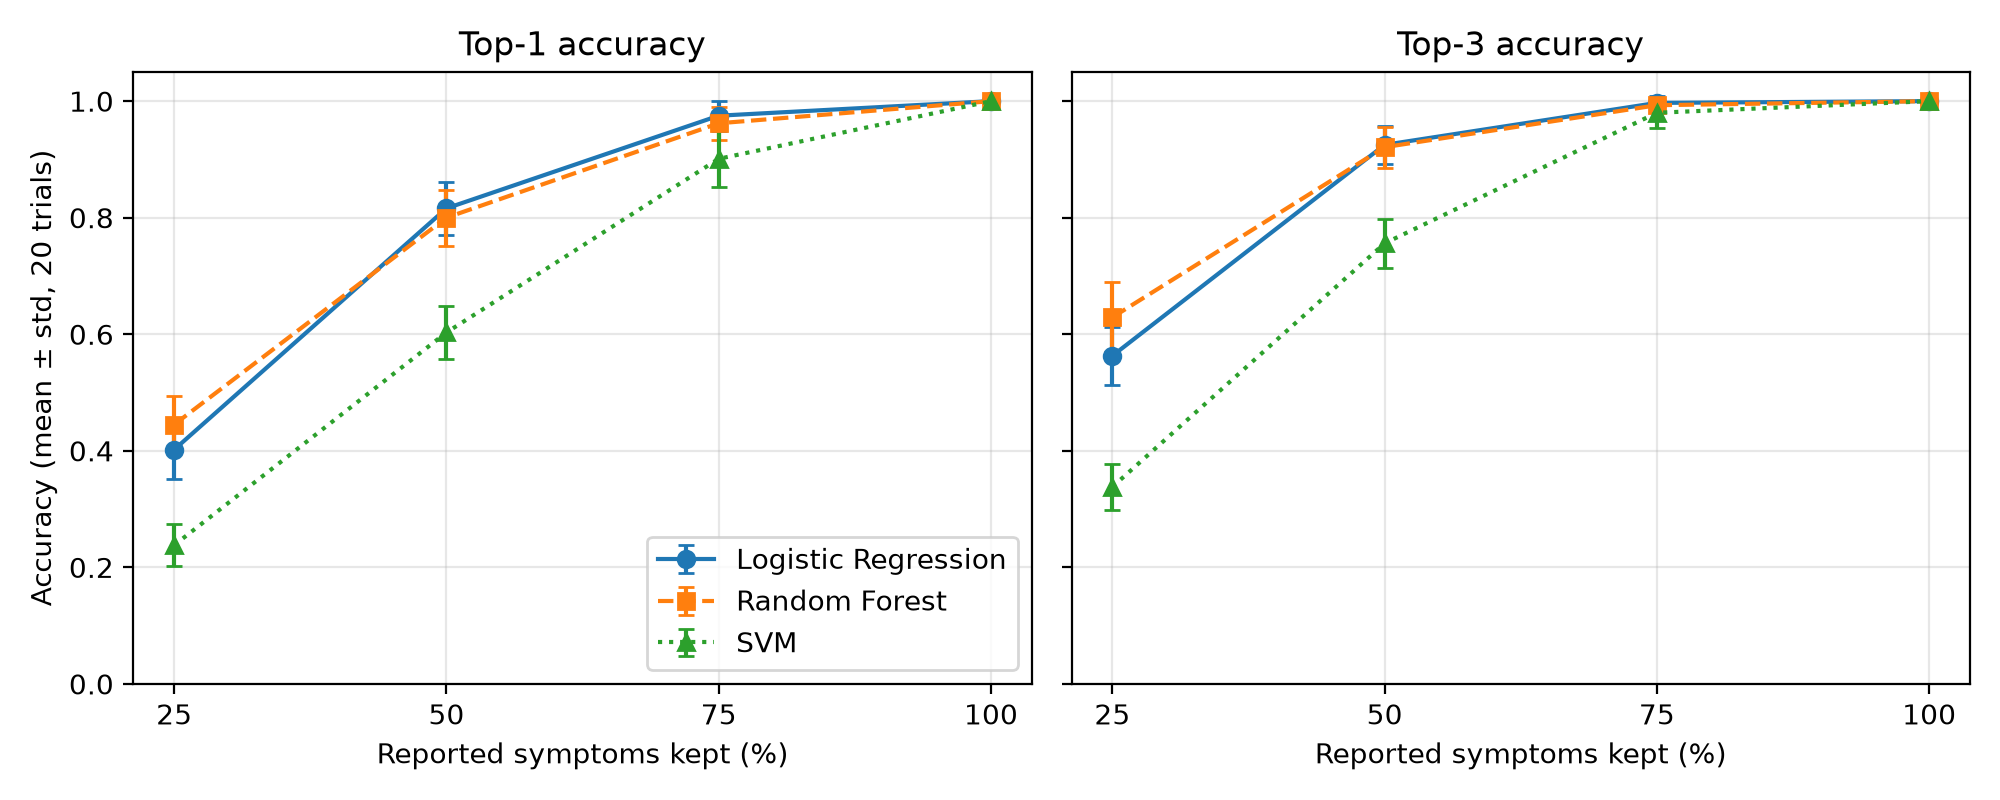 Top-1 accuracy
Accuracy (mean ± std, 20 trials)
1.0
0.8
0.6
0.4
0.2
0.0
25 50 75 100
Reported symptoms kept (%)
Logistic Regression
Random Forest
SVM
Top-3 accuracy
25 50 75 100
Reported symptoms kept (%)